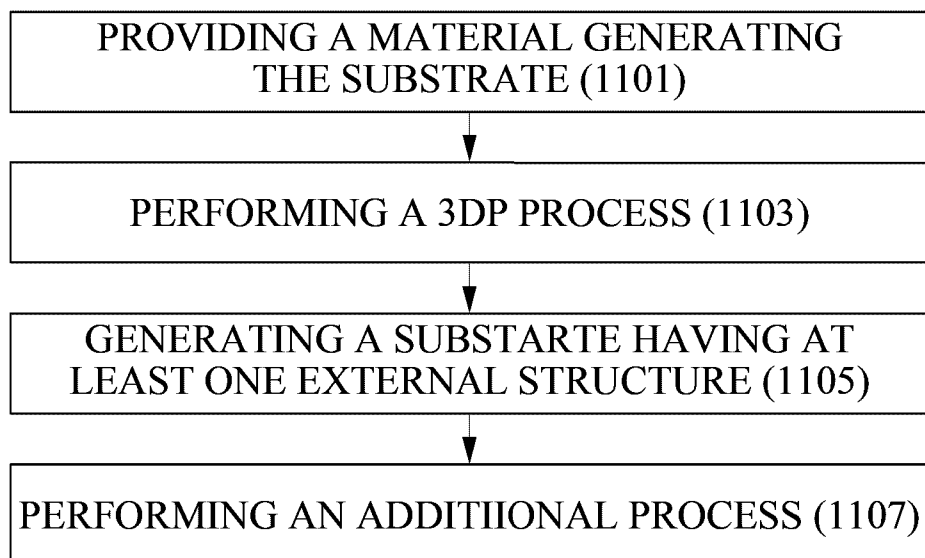 PROVIDING A MATERIAL GENERATING
THE SUBSTRATE (1101)
PERFORMING A 3DP PROCESS (1103)
GENERATING A SUBSTARTE HAVING AT
LEAST ONE EXTERNAL STRUCTURE (1105)
PERFORMING AN ADDITIIONAL PROCESS (1107)